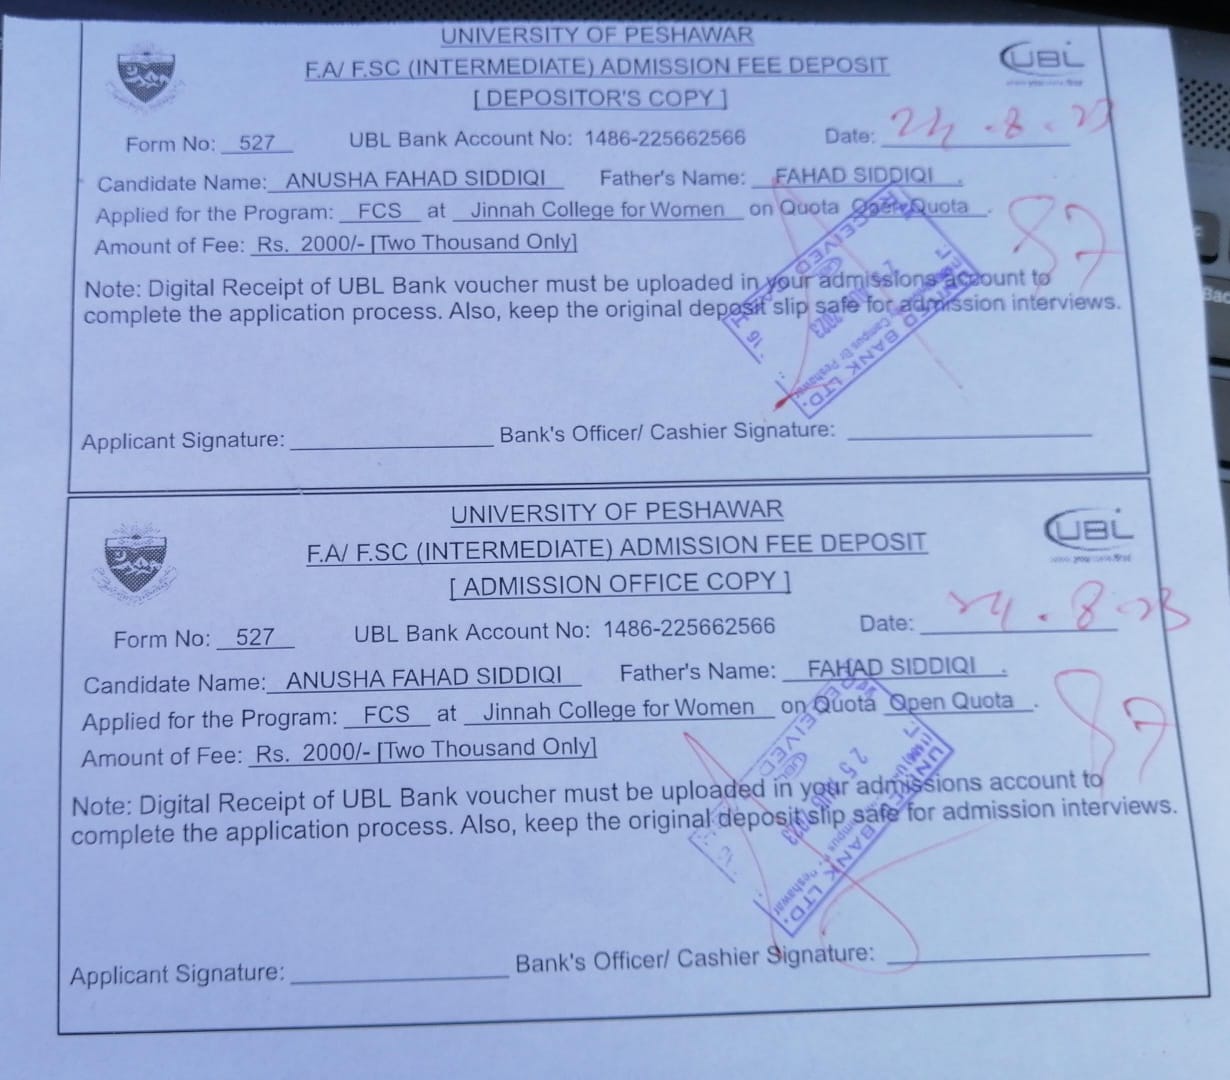 UNIVERSITY OF PESHAWAR
F.A/ F.SC (INTERMEDIATE) ADMISSION FEE DEPOSIT
UBL
[ DEPOSITOR'S COPY ]
Form No: 527 UBL Bank Account No: 1486-225662566 Date: 24.8.23
Candidate Name: ANUSHA FAHAD SIDDIQI Father's Name: FAHAD SIDDIQI .
Applied for the Program: FCS at Jinnah College for Women on Quota Open Quota .
87
Amount of Fee: Rs. 2000/- [Two Thousand Only]
Note: Digital Receipt of UBL Bank voucher must be uploaded in your admissions account to
complete the application process. Also, keep the original deposit slip safe for admission interviews.
RECEIVED
2023
BANK LTD.
Campus Br Peshawar
Applicant Signature: Bank's Officer/ Cashier Signature:
UNIVERSITY OF PESHAWAR
F.A/ F.SC (INTERMEDIATE) ADMISSION FEE DEPOSIT
UBL
[ ADMISSION OFFICE COPY ]
Form No: 527 UBL Bank Account No: 1486-225662566 Date: 24.8.23
Candidate Name: ANUSHA FAHAD SIDDIQI Father's Name: FAHAD SIDDIQI .
Applied for the Program: FCS at Jinnah College for Women on Quota Open Quota .
87
Amount of Fee: Rs. 2000/- [Two Thousand Only]
Note: Digital Receipt of UBL Bank voucher must be uploaded in your admissions account to
complete the application process. Also, keep the original deposit slip safe for admission interviews.
RECEIVED
UBL
2023
BANK LTD.
Applicant Signature: Bank's Officer/ Cashier Signature: